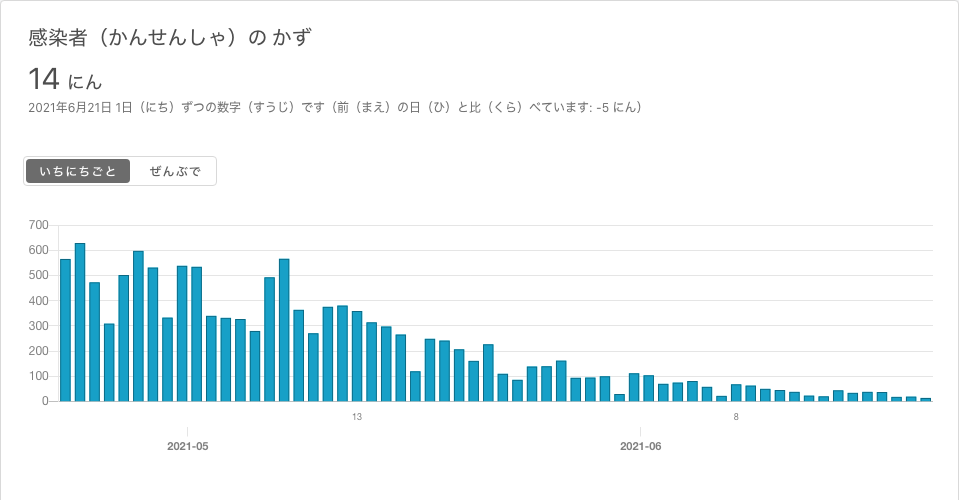 感染者（かんせんしゃ）の かず
14 にん
2021年6月21日 1日（にち）ずつの数字（すうじ）です（前（まえ）の日（ひ）と比（くら）べています: -5 にん）
いちにちごと ぜんぶで
700
600
500
400
300
200
100
0
13 8
2021-05 2021-06